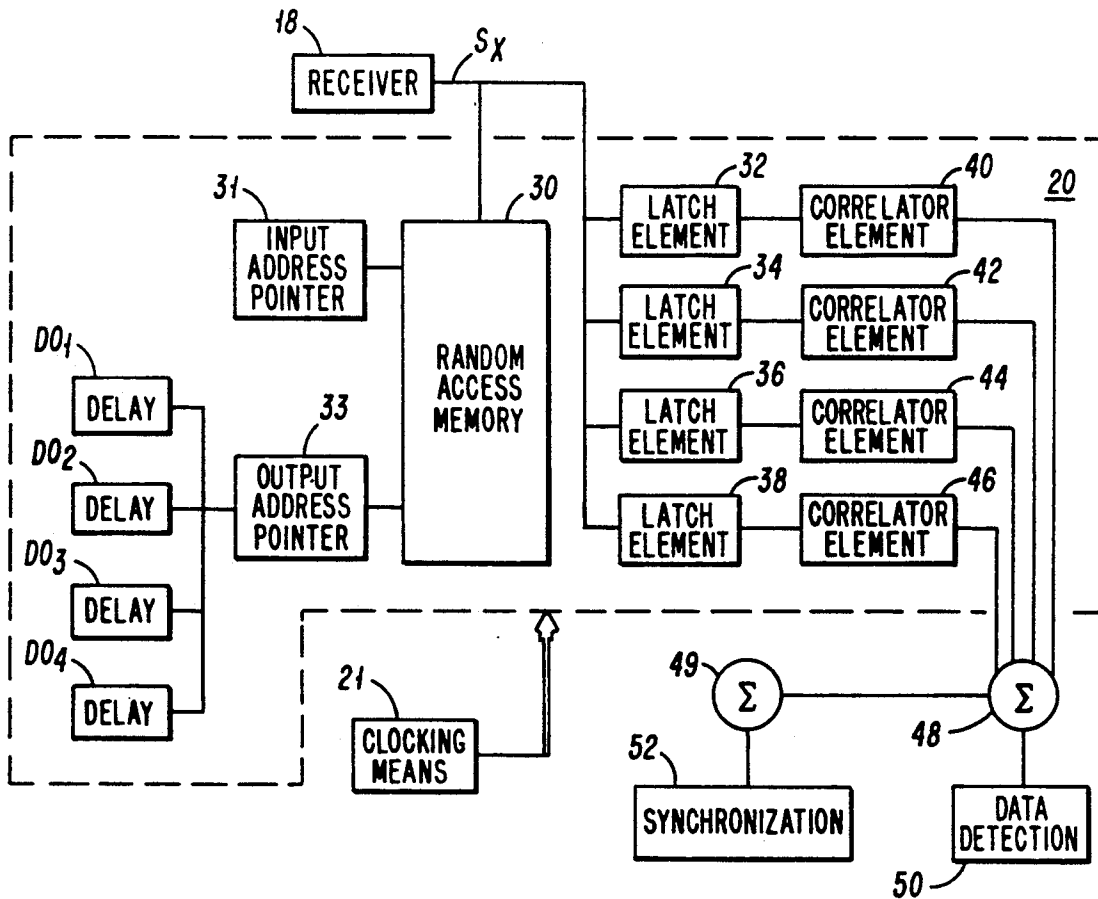 18
S_X
RECEIVER
31
30
32
40
20
INPUT
ADDRESS
POINTER
LATCH
ELEMENT
CORRELATOR
ELEMENT
34
42
LATCH
ELEMENT
CORRELATOR
ELEMENT
RANDOM
ACCESS
MEMORY
36
44
DO1
DELAY
33
LATCH
ELEMENT
CORRELATOR
ELEMENT
DO2
DELAY
OUTPUT
ADDRESS
POINTER
38
46
LATCH
ELEMENT
CORRELATOR
ELEMENT
DO3
DELAY
DO4
DELAY
21
CLOCKING
MEANS
49
Σ
Σ
48
52
SYNCHRONIZATION
DATA
DETECTION
50